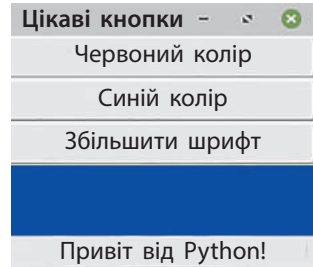 Цікаві кнопки
Червоний колір
Синій колір
Збільшити шрифт
Привіт від Python!